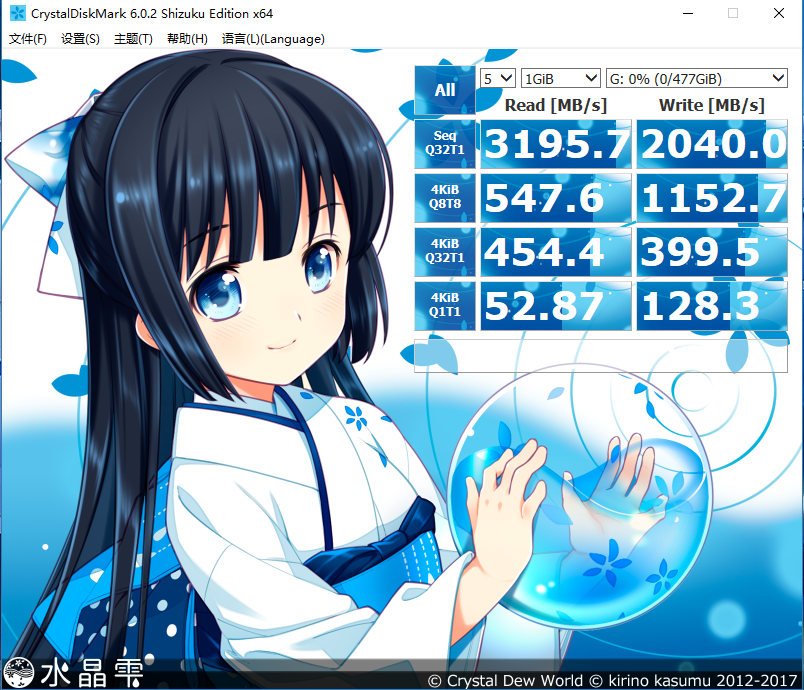 CrystalDiskMark 6.0.2 Shizuku Edition x64
文件(F) 设置(S) 主题(T) 帮助(H) 语言(L)(Language)
All 5 1GiB G: 0% (0/477GiB)
Read [MB/s] Write [MB/s]
Seq Q32T1 3195.7 2040.0
4KiB Q8T8 547.6 1152.7
4KiB Q32T1 454.4 399.5
4KiB Q1T1 52.87 128.3
水晶雫
© Crystal Dew World © kirino kasumu 2012-2017